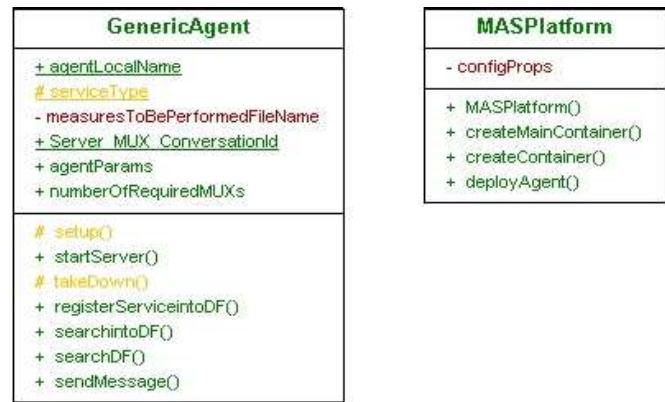 GenericAgent
+ agentLocalName
# serviceType
- measuresToBePerformedFileName
+ Server_MUX_ConversationId
+ agentParams
+ numberOfRequiredMUXs
# setup()
+ startServer()
# takeDown()
+ registerServiceintoDF()
+ searchintoDF()
+ searchDF()
+ sendMessage()
MASPlatform
- configProps
+ MASPlatform()
+ createMainContainer()
+ createContainer()
+ deployAgent()